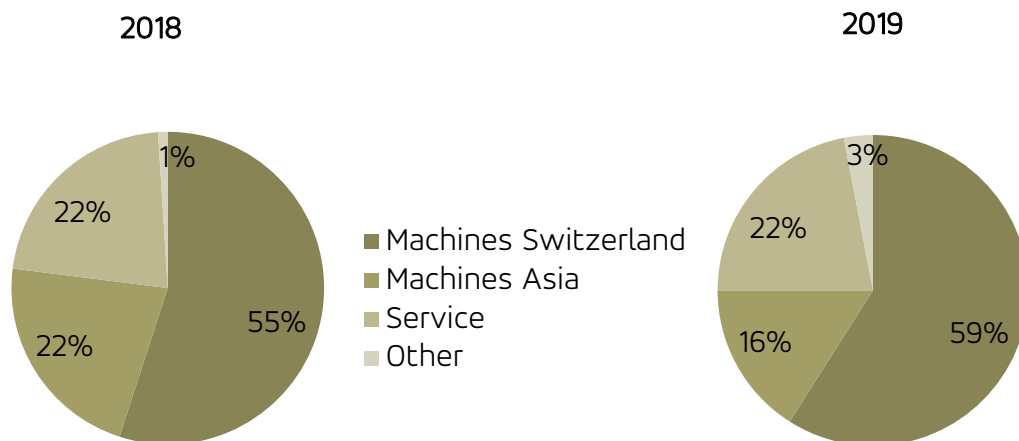 2018
2019
1%
22%
22%
55%
Machines Switzerland
Machines Asia
Service
Other
3%
22%
16%
59%